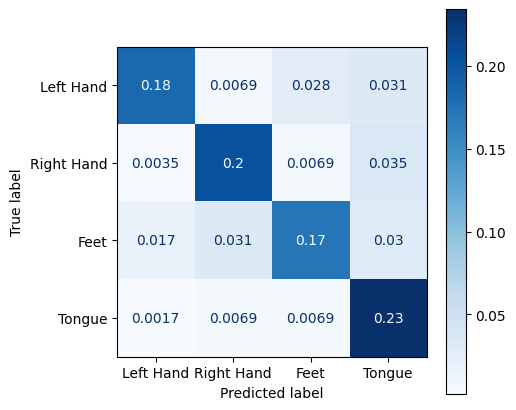 0.20
0.15
0.10
0.05
True label
Left Hand
0.18 0.0069 0.028 0.031
Right Hand
0.0035 0.2 0.0069 0.035
Feet
0.017 0.031 0.17 0.03
Tongue
0.0017 0.0069 0.0069 0.23
Left Hand Right Hand Feet Tongue
Predicted label